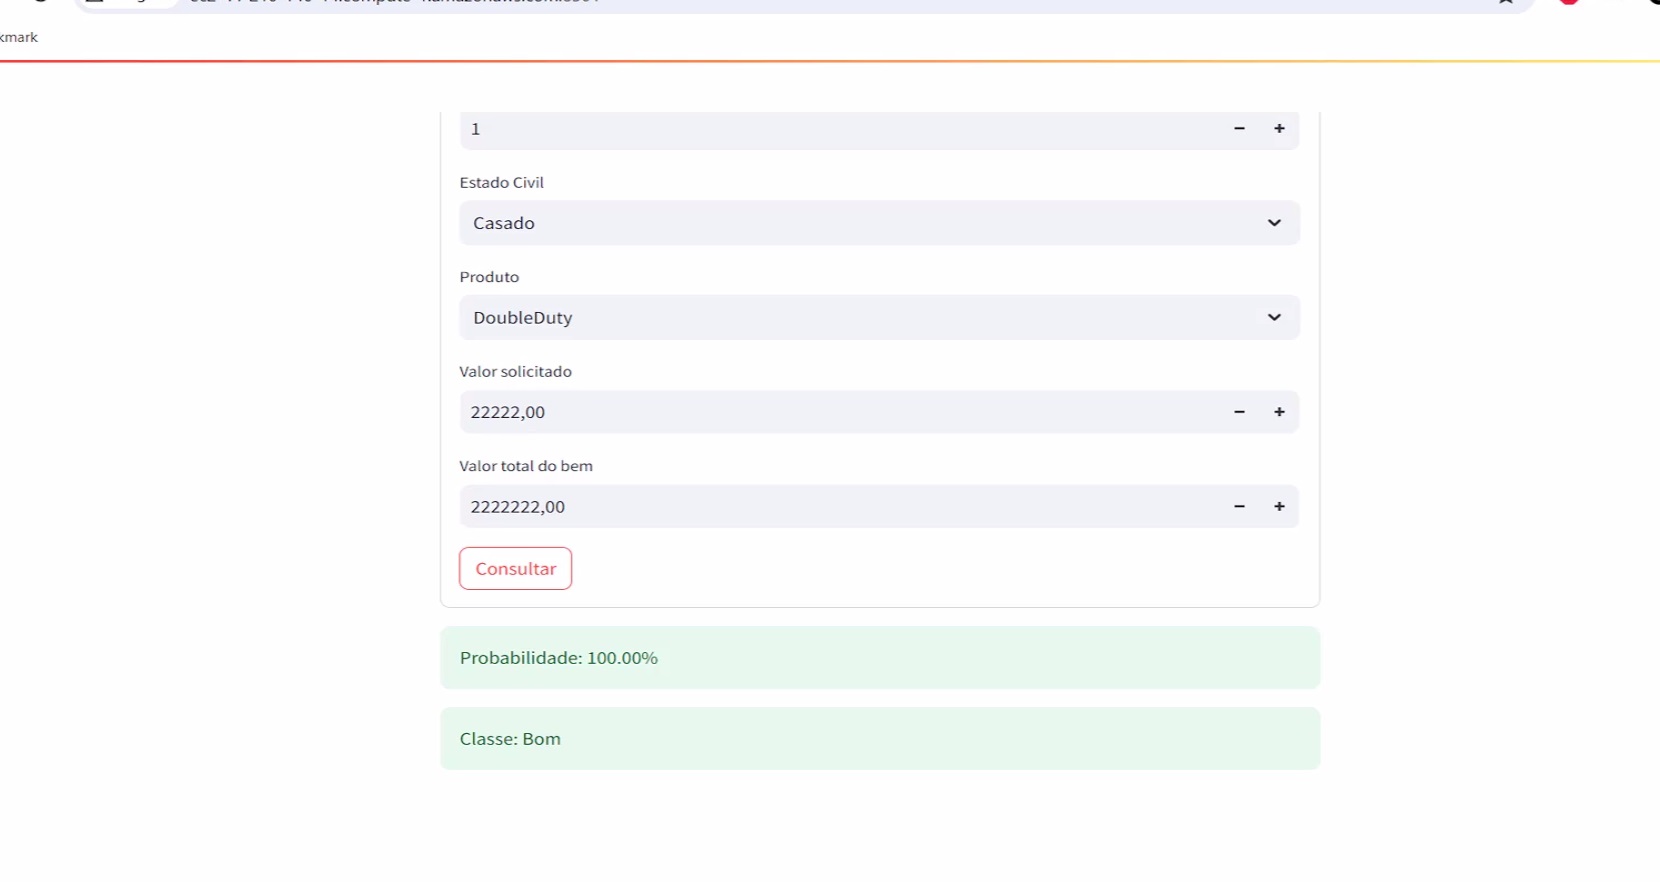 kmark
1
Estado Civil
Casado
Produto
DoubleDuty
Valor solicitado
22222,00
Valor total do bem
2222222,00
Consultar
Probabilidade: 100.00%
Classe: Bom